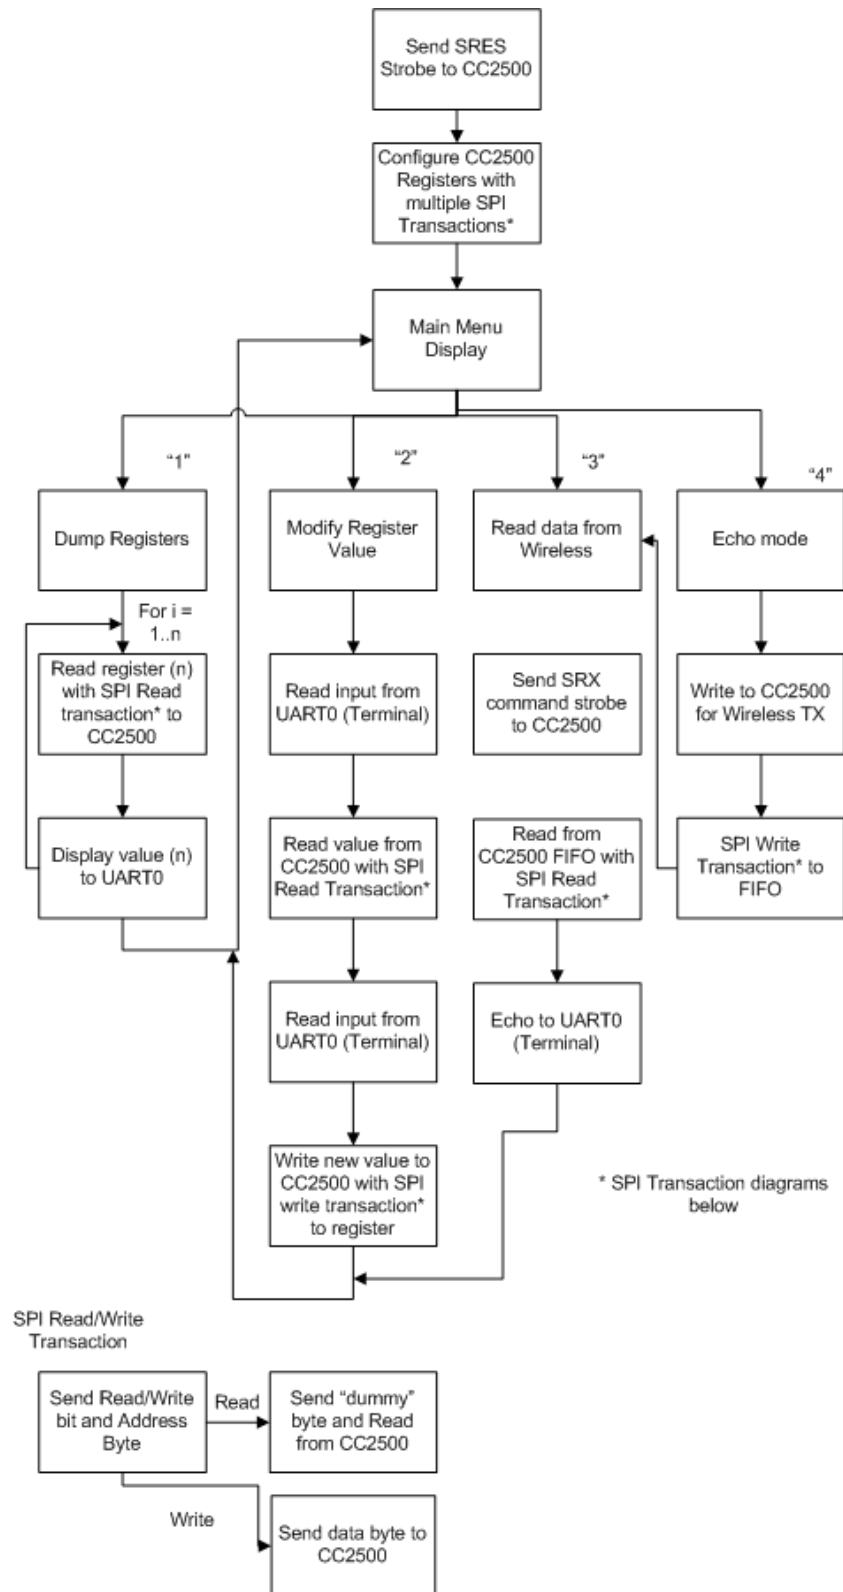 Send SRES
Strobe to CC2500
Configure CC2500
Registers with
multiple SPI
Transactions*
Main Menu
Display
“1”
“2”
“3”
“4”
Dump Registers
Modify Register
Value
Read data from
Wireless
Echo mode
For i =
1..n
Read register (n)
with SPI Read
transaction* to
CC2500
Read input from
UART0 (Terminal)
Send SRX
command strobe
to CC2500
Write to CC2500
for Wireless TX
Display value (n)
to UART0
Read value from
CC2500 with SPI
Read Transaction*
Read from
CC2500 FIFO with
SPI Read
Transaction*
SPI Write
Transaction* to
FIFO
Read input from
UART0 (Terminal)
Echo to UART0
(Terminal)
Write new value to
CC2500 with SPI
write transaction*
to register
* SPI Transaction diagrams
below
SPI Read/Write
Transaction
Send Read/Write
bit and Address
Byte
Read
Send “dummy”
byte and Read
from CC2500
Write
Send data byte to
CC2500